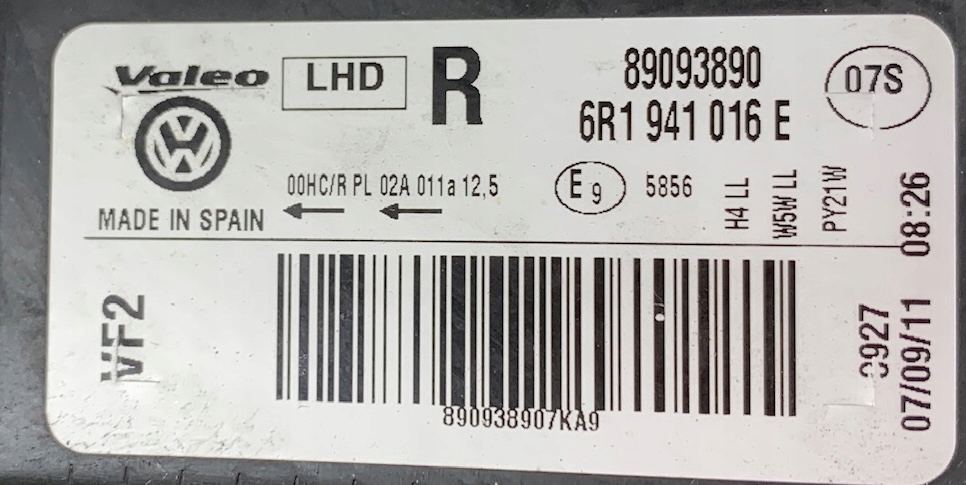 Valeo
LHD
R
89093890
07S
6R1 941 016 E
00HC/R PL 02A 011a 12,5
E9
5856
H4 LL
W5W LL
PY21W
08:26
MADE IN SPAIN
VF2
0927
07/09/11
890938907KA9